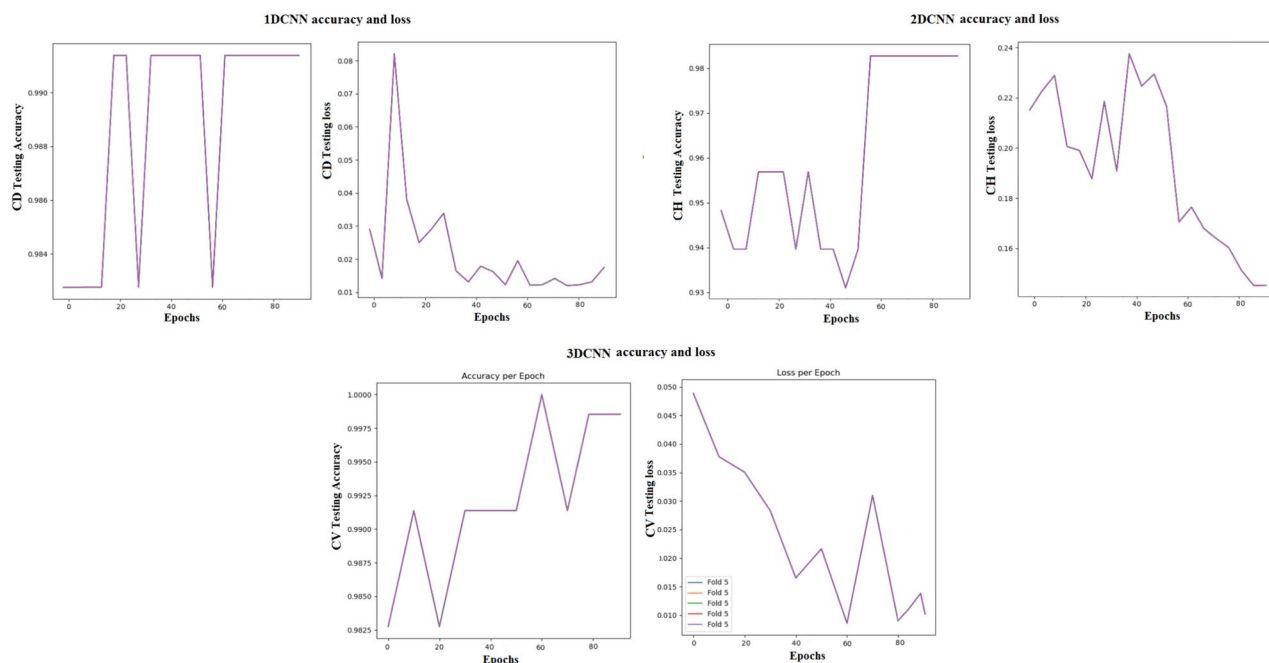 1DCNN accuracy and loss
CD Testing Accuracy
0.990
0.988
0.986
0.984
0 20 40 60 80
Epochs
CD Testing loss
0.08
0.07
0.06
0.05
0.04
0.03
0.02
0.01
0 20 40 60 80
Epochs
2DCNN accuracy and loss
CH Testing Accuracy
0.98
0.97
0.96
0.95
0.94
0.93
0 20 40 60 80
Epochs
CH Testing loss
0.24
0.22
0.20
0.18
0.16
0 20 40 60 80
Epochs
3DCNN accuracy and loss
Accuracy per Epoch
CV Testing Accuracy
1.0000
0.9975
0.9950
0.9925
0.9900
0.9875
0.9850
0.9825
0 20 40 60 80
Epochs
Loss per Epoch
CV Testing loss
0.050
0.045
0.040
0.035
0.030
0.025
0.020
0.015
0.010
Fold 5
Fold 5
Fold 5
Fold 5
Fold 5
0 20 40 60 80
Epochs